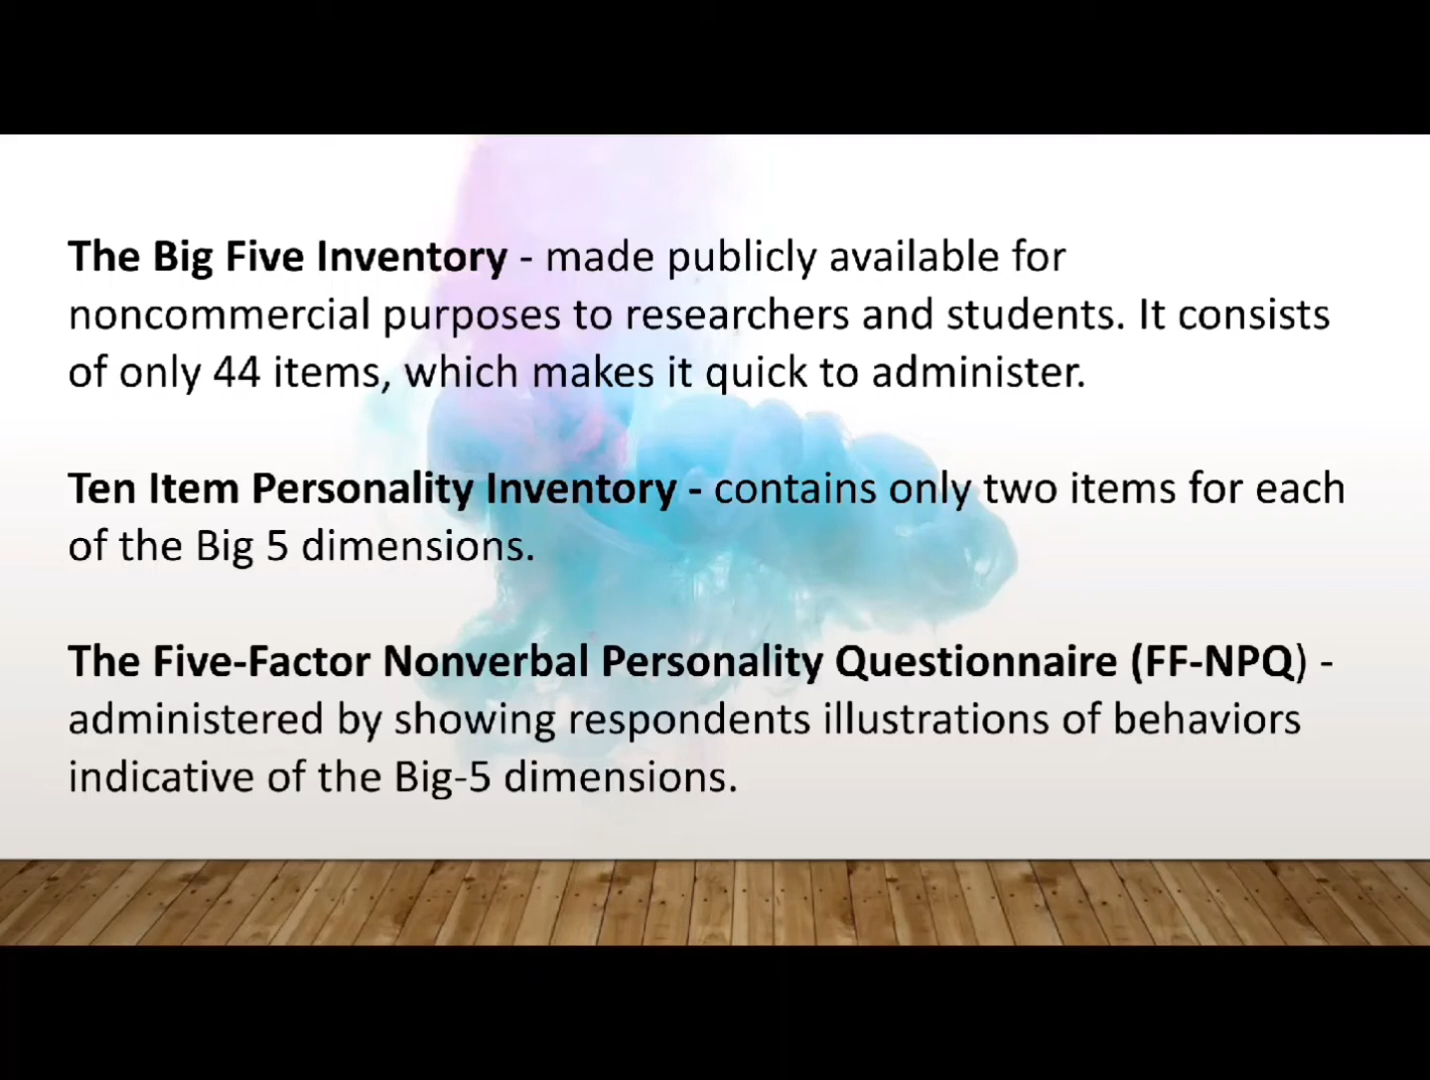 The Big Five Inventory - made publicly available for
noncommercial purposes to researchers and students. It consists
of only 44 items, which makes it quick to administer.
Ten Item Personality Inventory - contains only two items for each
of the Big 5 dimensions.
The Five-Factor Nonverbal Personality Questionnaire (FF-NPQ) -
administered by showing respondents illustrations of behaviors
indicative of the Big-5 dimensions.